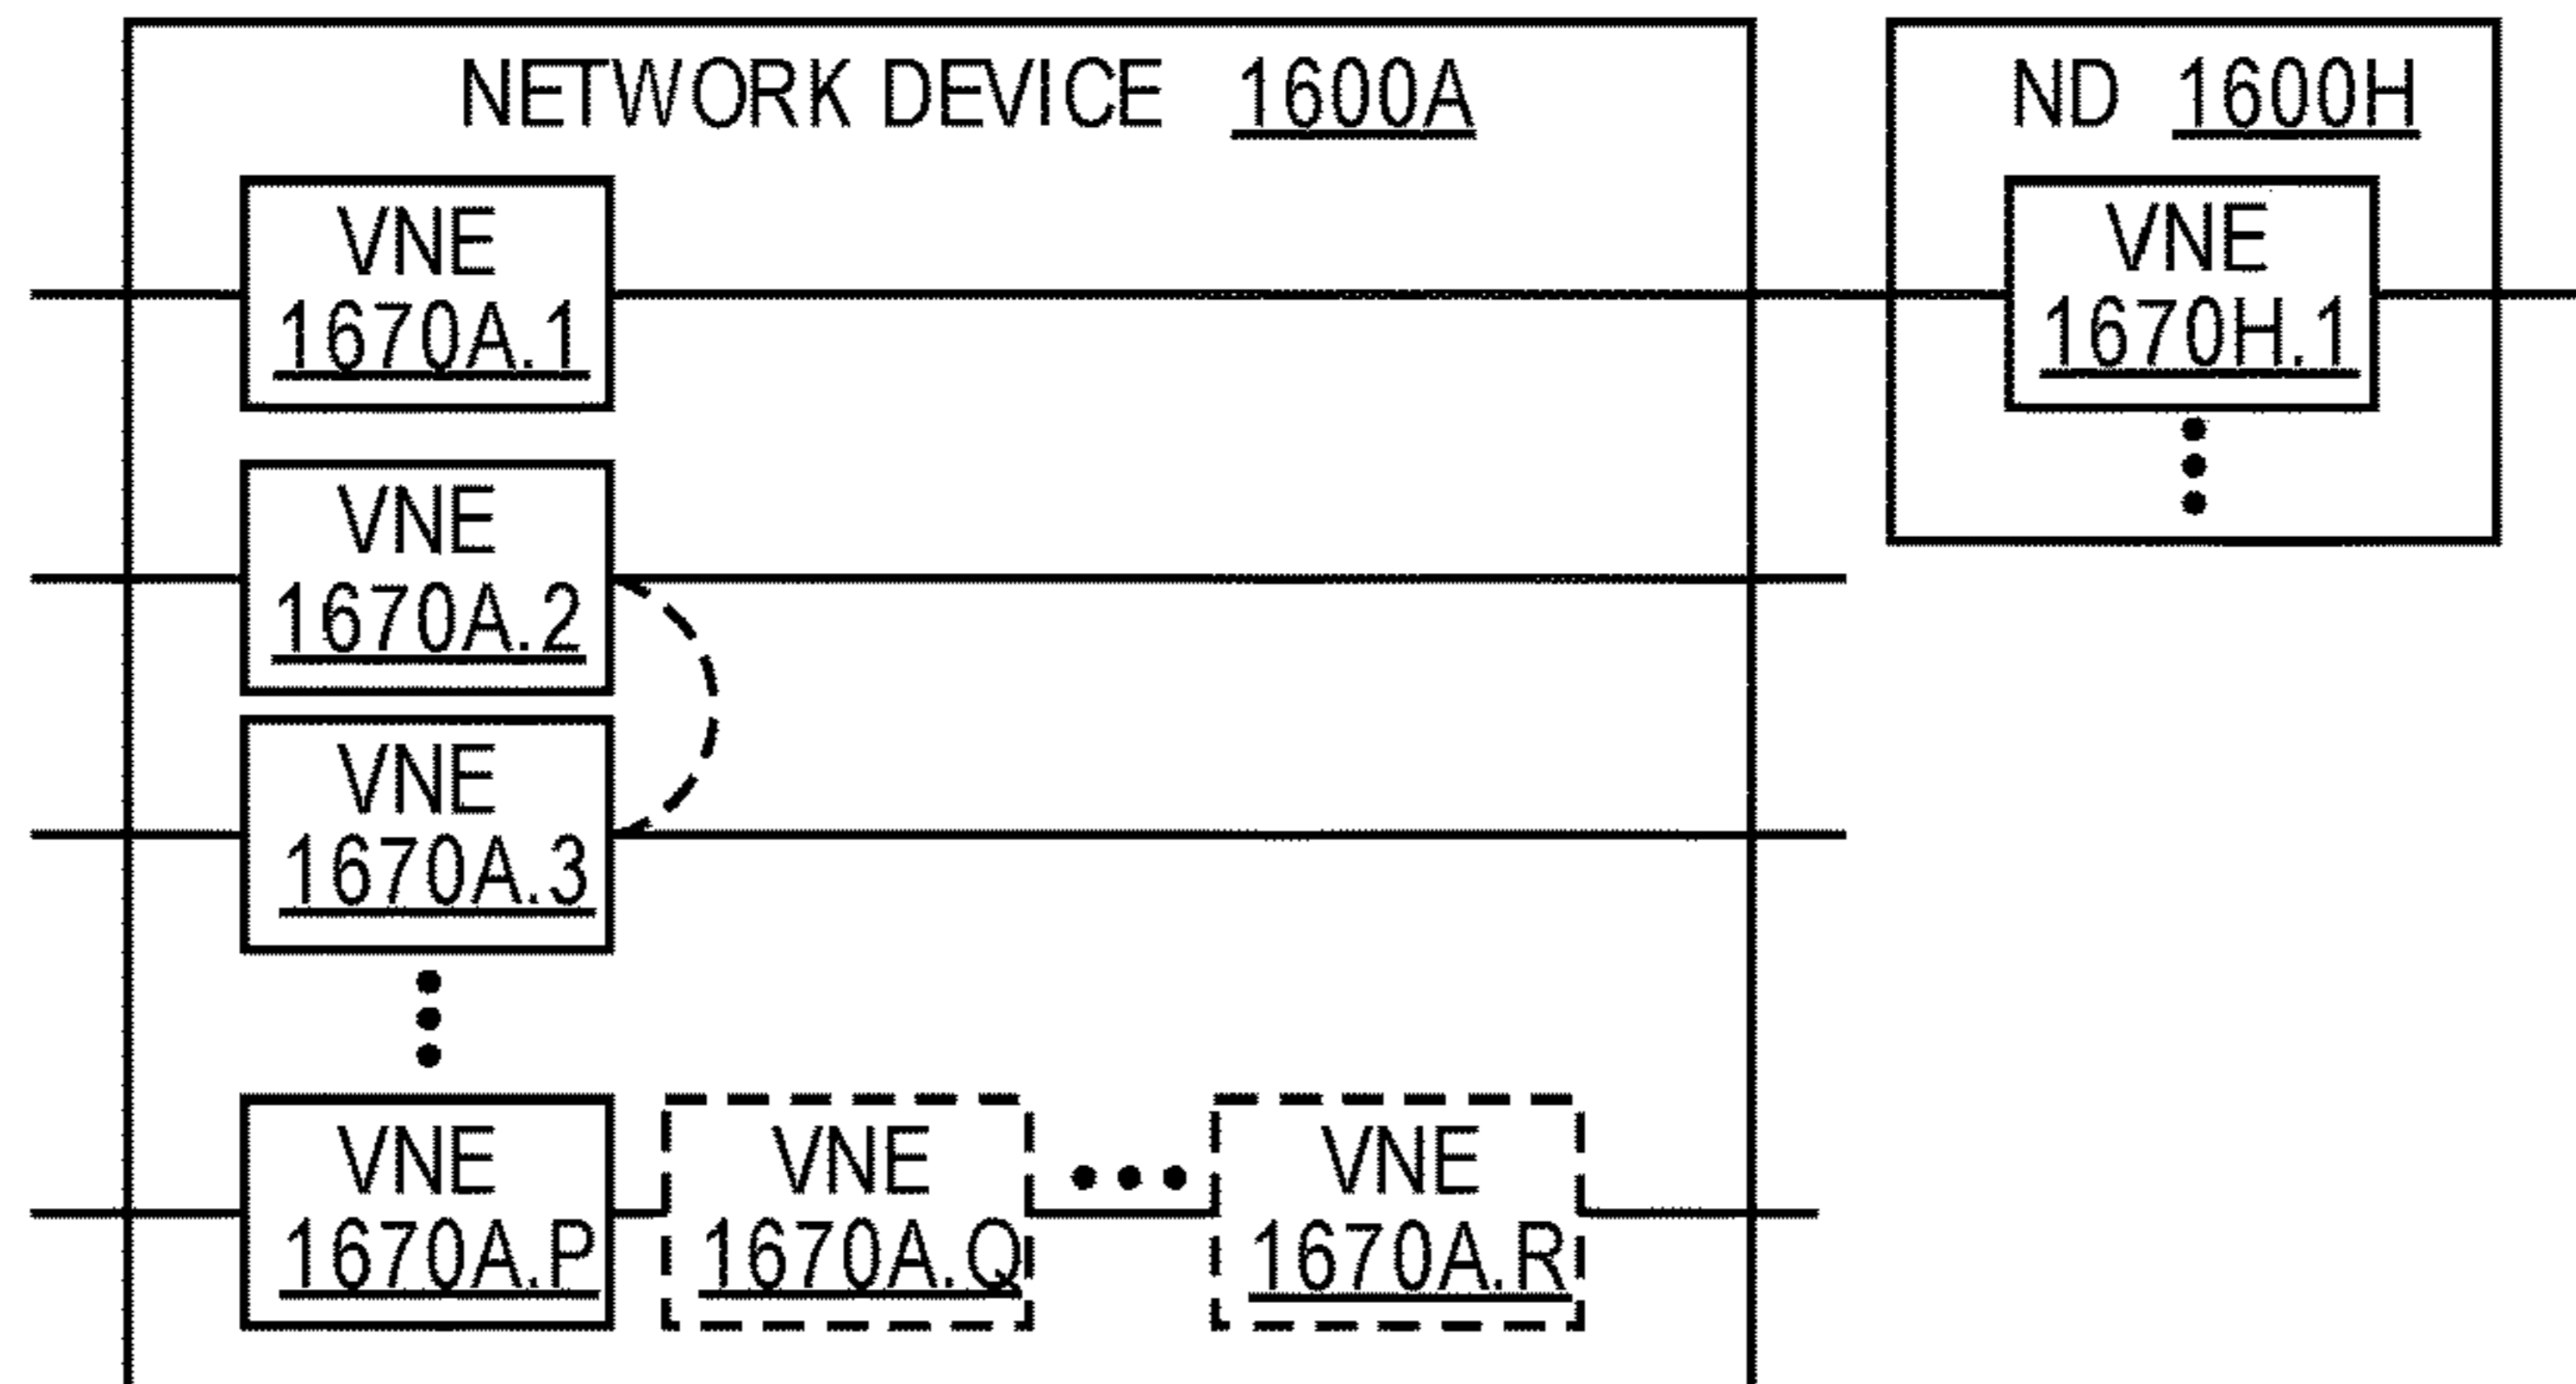 NETWORK DEVICE 1600A
ND 1600H
VNE
1670A.1
VNE
1670H.1
VNE
1670A.2
VNE
1670A.3
VNE
1670A.P
VNE
1670A.Q
VNE
1670A.R